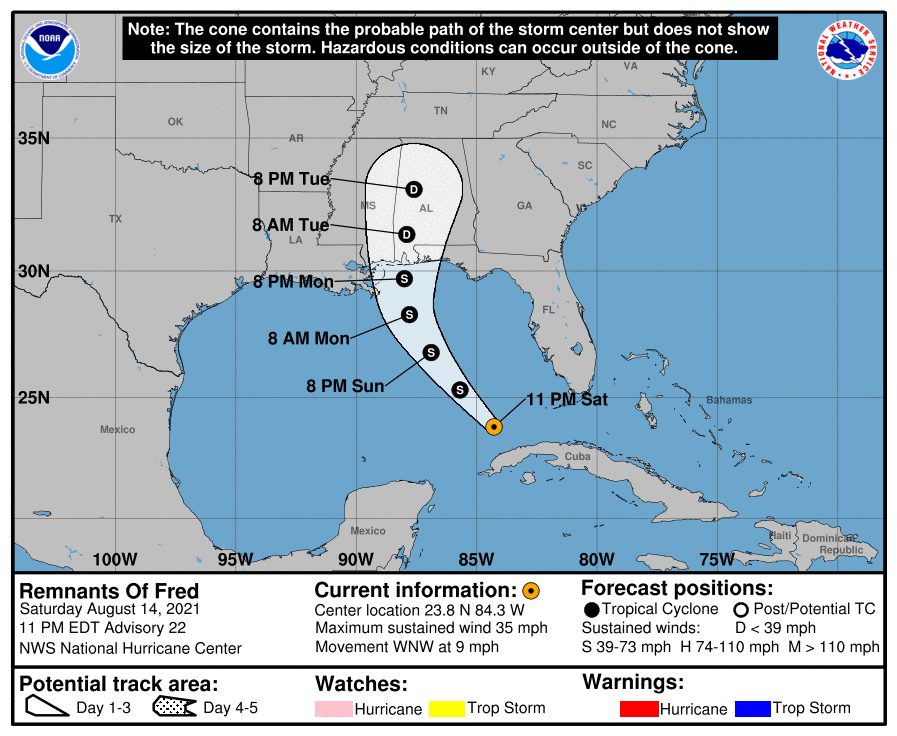 Note: The cone contains the probable path of the storm center but does not show
the size of the storm. Hazardous conditions can occur outside of the cone.
NOAA
NATIONAL WEATHER SERVICE
KY
VA
OK
TN
AR
NC
35N
SC
8 PM Tue
TX
MS
AL
GA
8 AM Tue
LA
30N
8 PM Mon
FL
8 AM Mon
8 PM Sun
25N
11 PM Sat
Bahamas
Mexico
Cuba
Mexico
Haiti
Dominican
Republic
D
D
S
S
S
S
100W
95W
90W
85W
80W
75W
Remnants Of Fred
Saturday August 14, 2021
11 PM EDT Advisory 22
NWS National Hurricane Center
Current information:
Center location 23.8 N 84.3 W
Maximum sustained wind 35 mph
Movement WNW at 9 mph
Forecast positions:
Tropical Cyclone
Post/Potential TC
Sustained winds:
D < 39 mph
S 39-73 mph H 74-110 mph M > 110 mph
Potential track area:
Day 1-3
Day 4-5
Watches:
Hurricane
Trop Storm
Warnings:
Hurricane
Trop Storm